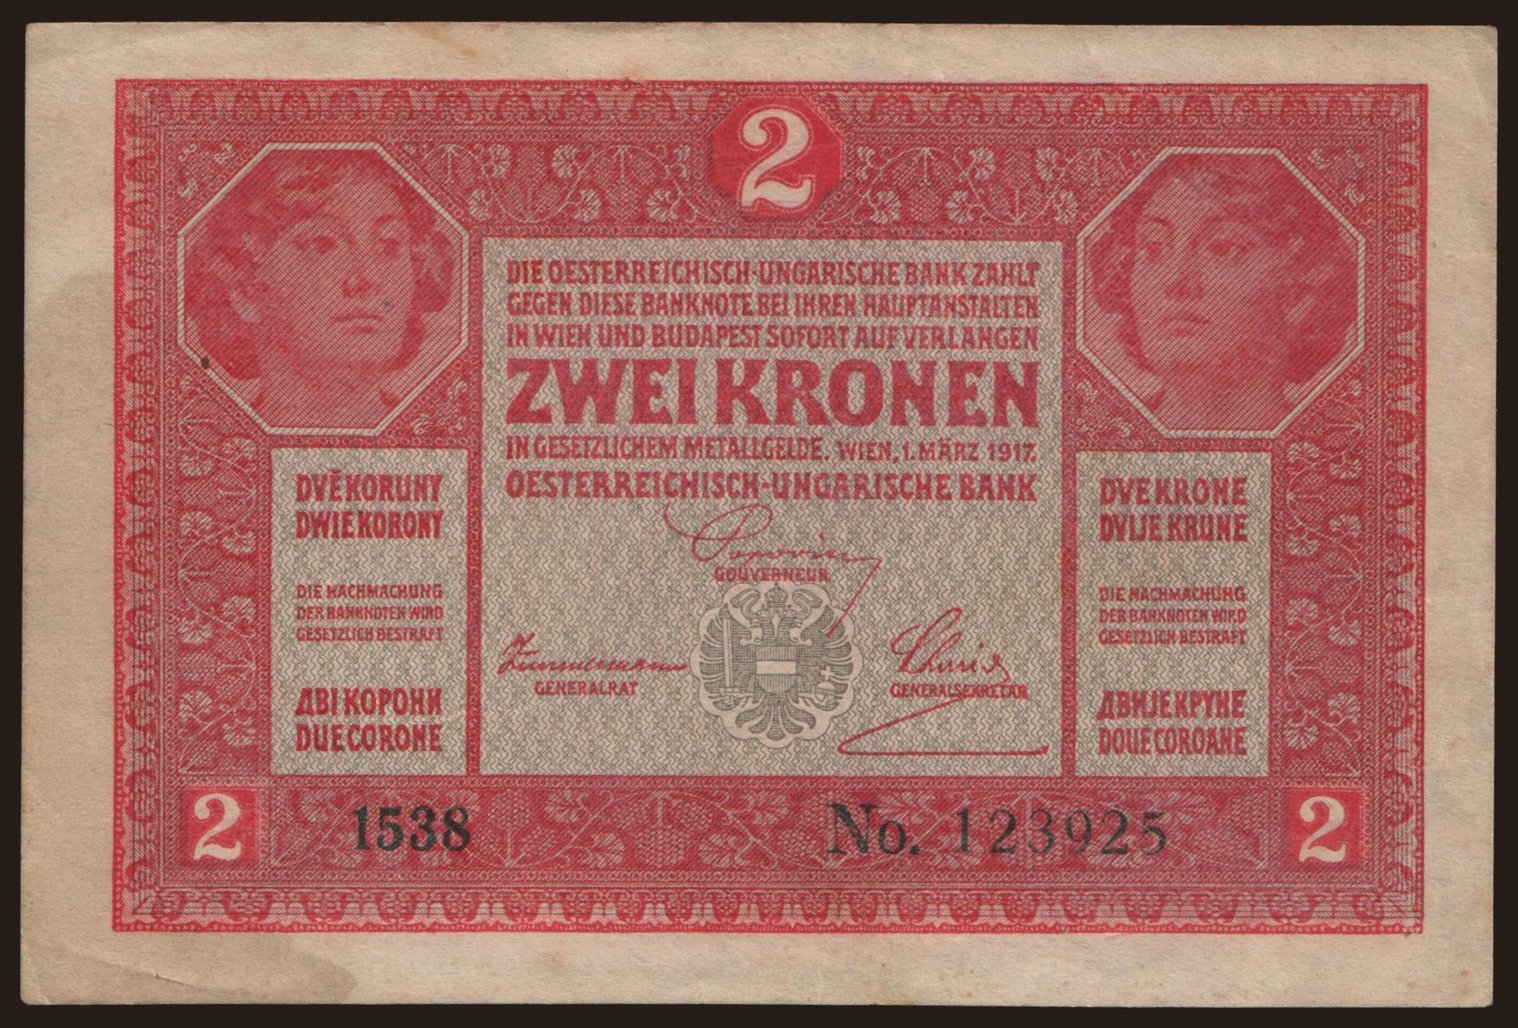 2
DIE OESTERREICHISCH-UNGARISCHE BANK ZAHLT
GEGEN DIESE BANKNOTE BEI IHREN HAUPTANSTALTEN
IN WIEN UND BUDAPEST SOFORT AUF VERLANGEN
ZWEI KRONEN
IN GESETZLICHEM METALLGELDE. WIEN, 1. MÄRZ 1917.
OESTERREICHISCH-UNGARISCHE BANK
Popovics
GOUVERNEUR
GENERALRAT
GENERALSEKRETÄR
DVĚ KORUNY
DWIE KORONY
DIE NACHMACHUNG
DER BANKNOTEN WIRD
GESETZLICH BESTRAFT
ДВІ КОРОНИ
DUE CORONE
DVE KRONE
DVIJE KRUNE
DIE NACHMACHUNG
DER BANKNOTEN WIRD
GESETZLICH BESTRAFT
ДВИЈЕ КРУНЕ
DOUE COROANE
2
1538
No. 123925
2